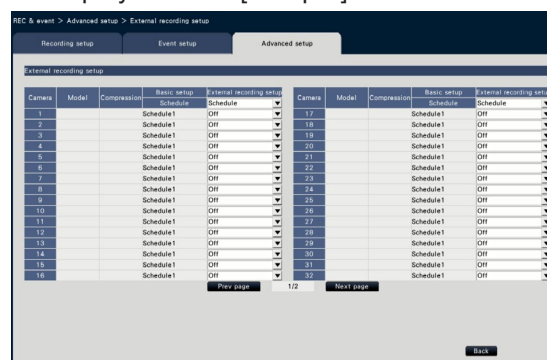 REC & event > Advanced setup > External recording setup
Recording setup Event setup Advanced setup
External recording setup
Camera Model Compression Basic setup External recording setup Camera Model Compression Basic setup External recording setu
Schedule Schedule Schedule Schedule
1 Schedule1 Off 17 Schedule1 Off
2 Schedule1 Off 18 Schedule1 Off
3 Schedule1 Off 19 Schedule1 Off
4 Schedule1 Off 20 Schedule1 Off
5 Schedule1 Off 21 Schedule1 Off
6 Schedule1 Off 22 Schedule1 Off
7 Schedule1 Off 23 Schedule1 Off
8 Schedule1 Off 24 Schedule1 Off
9 Schedule1 Off 25 Schedule1 Off
10 Schedule1 Off 26 Schedule1 Off
11 Schedule1 Off 27 Schedule1 Off
12 Schedule1 Off 28 Schedule1 Off
13 Schedule1 Off 29 Schedule1 Off
14 Schedule1 Off 30 Schedule1 Off
15 Schedule1 Off 31 Schedule1 Off
16 Schedule1 Off 32 Schedule1 Off
Prev page 1/2 Next page
Back